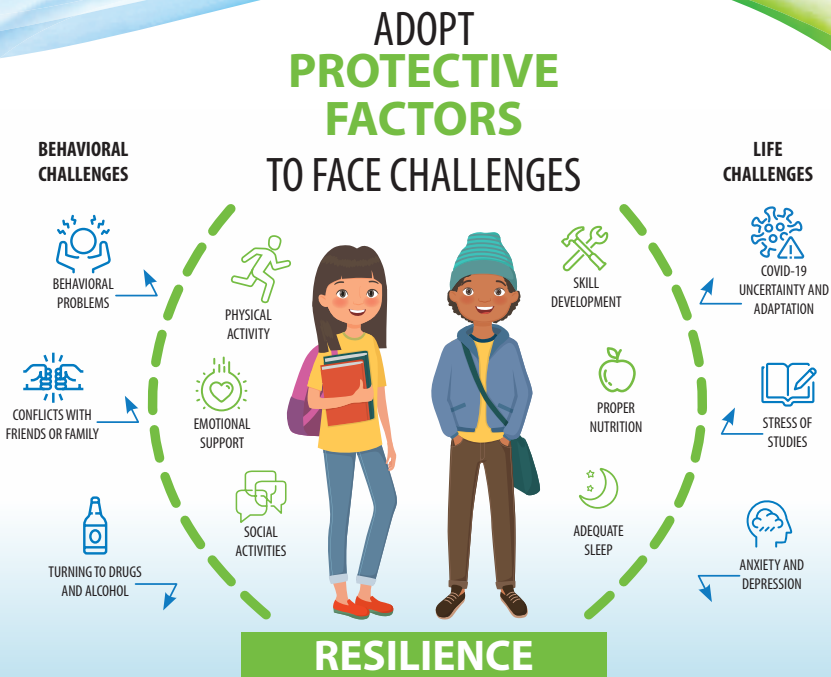 ADOPT
PROTECTIVE
FACTORS
TO FACE CHALLENGES
BEHAVIORAL
CHALLENGES
BEHAVIORAL
PROBLEMS
CONFLICTS WITH
FRIENDS OR FAMILY
TURNING TO DRUGS
AND ALCOHOL
PHYSICAL
ACTIVITY
EMOTIONAL
SUPPORT
SOCIAL
ACTIVITIES
SKILL
DEVELOPMENT
PROPER
NUTRITION
ADEQUATE
SLEEP
LIFE
CHALLENGES
COVID-19
UNCERTAINTY AND
ADAPTATION
STRESS OF
STUDIES
ANXIETY AND
DEPRESSION
RESILIENCE